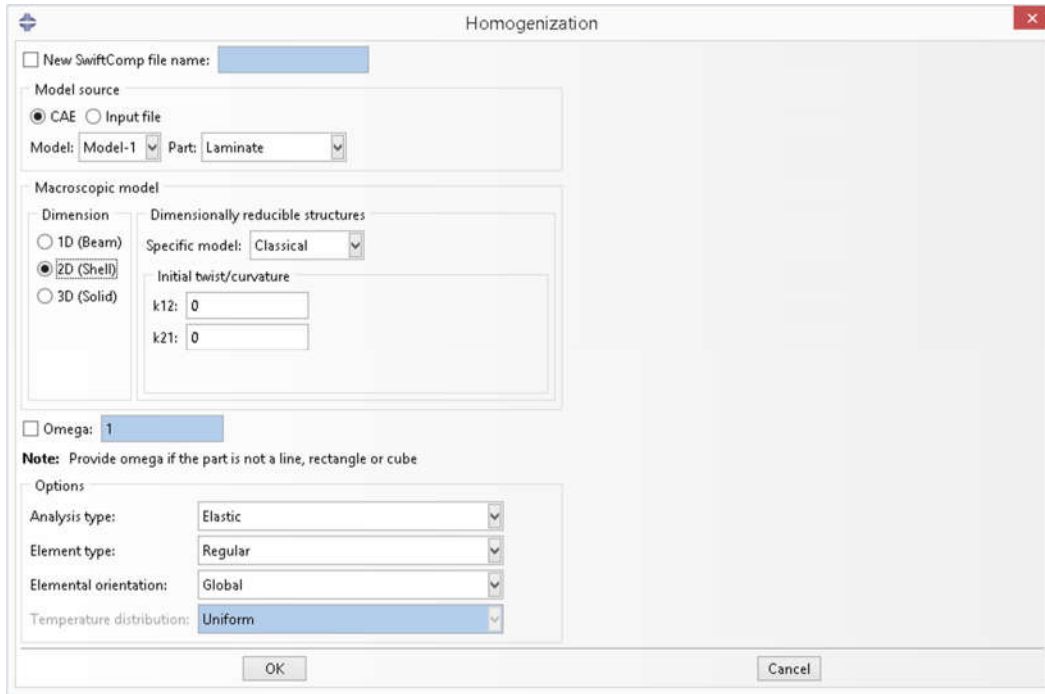 Homogenization
New SwiftComp file name:
Model source
CAE Input file
Model: Model-1 Part: Laminate
Macroscopic model
Dimension Dimensionally reducible structures
1D (Beam) Specific model: Classical
2D (Shell) Initial twist/curvature
3D (Solid) k12: 0
k21: 0
Omega: 1
Note: Provide omega if the part is not a line, rectangle or cube
Options
Analysis type: Elastic
Element type: Regular
Elemental orientation: Global
Temperature distribution: Uniform
OK Cancel